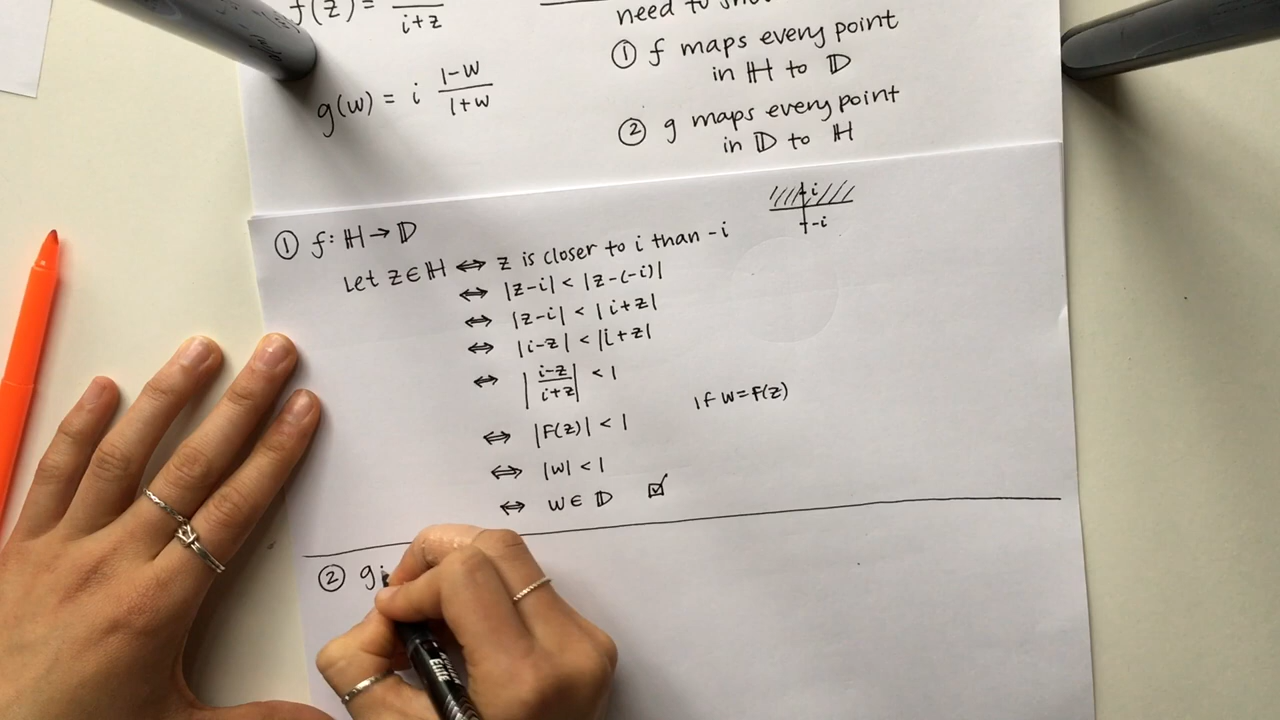 f(z) = /i+z
g(w) = i 1-w/1+w
need to
① f maps every point
in ℍ to 𝔻
② g maps every point
in 𝔻 to ℍ
① f: ℍ → 𝔻
Let z ∈ ℍ ⇔ z is closer to i than -i
i
-i
⇔ |z-i| < |z-(-i)|
⇔ |z-i| < |i+z|
⇔ |i-z| < |i+z|
⇔ |i-z/i+z| < 1
⇔ |F(z)| < 1 If w=F(z)
⇔ |w| < 1
⇔ w ∈ 𝔻 ☑
② g: